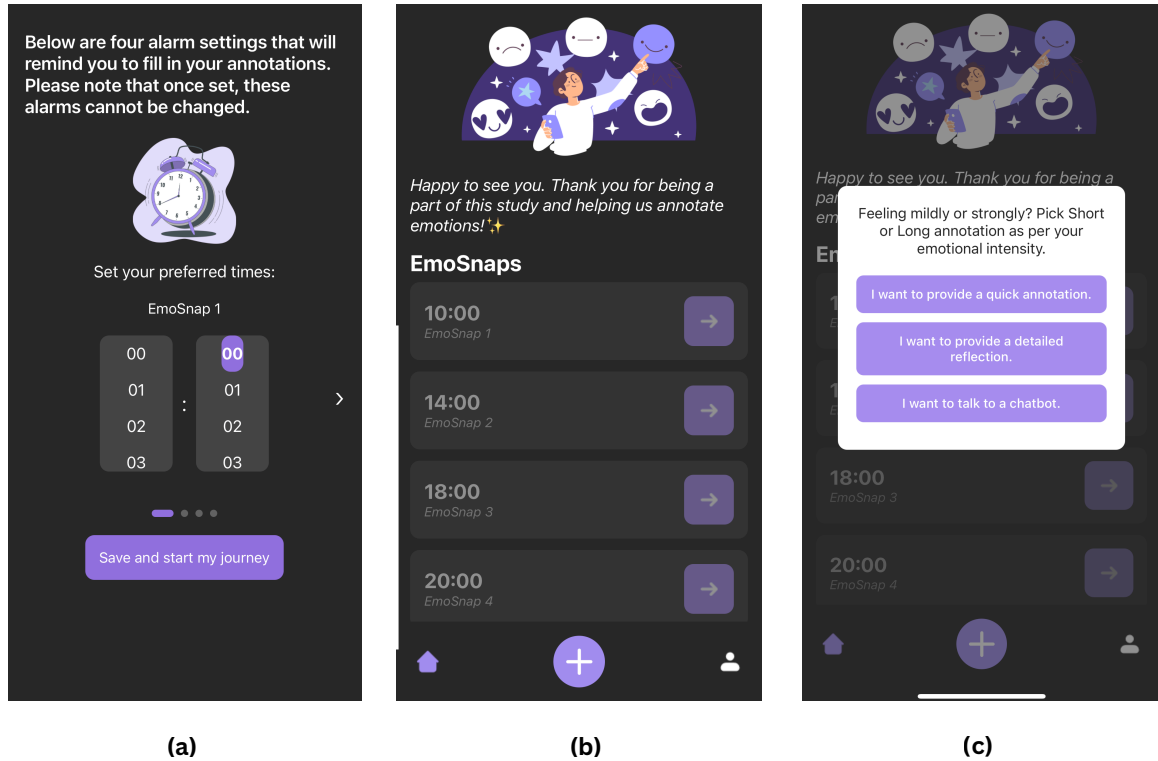 Below are four alarm settings that will
remind you to fill in your annotations.
Please note that once set, these
alarms cannot be changed.
Set your preferred times:
EmoSnap 1
00
00
01
:
01
02
02
03
03
Save and start my journey
(a)
Happy to see you. Thank you for being a
part of this study and helping us annotate
emotions!✨
EmoSnaps
10:00
EmoSnap 1
14:00
EmoSnap 2
18:00
EmoSnap 3
20:00
EmoSnap 4
(b)
Happy to see you. Thank you for being a
Feeling mildly or strongly? Pick Short
or Long annotation as per your
emotional intensity.
I want to provide a quick annotation.
I want to provide a detailed
reflection.
I want to talk to a chatbot.
18:00
EmoSnap 3
20:00
EmoSnap 4
(c)